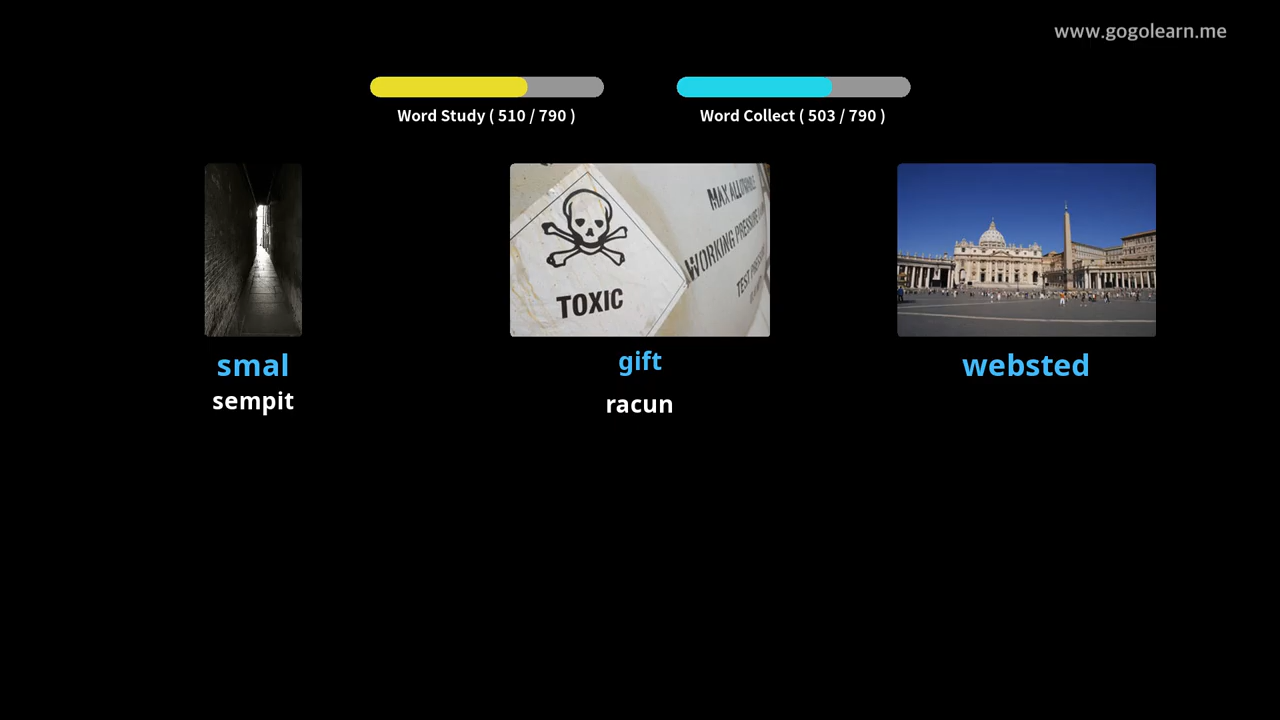 www.gogolearn.me
Word Study ( 510 / 790 )
Word Collect ( 503 / 790 )
TOXIC
MAX ALLOWABLE
WORKING PRESSURE
TEST
smal
sempit
gift
racun
websted